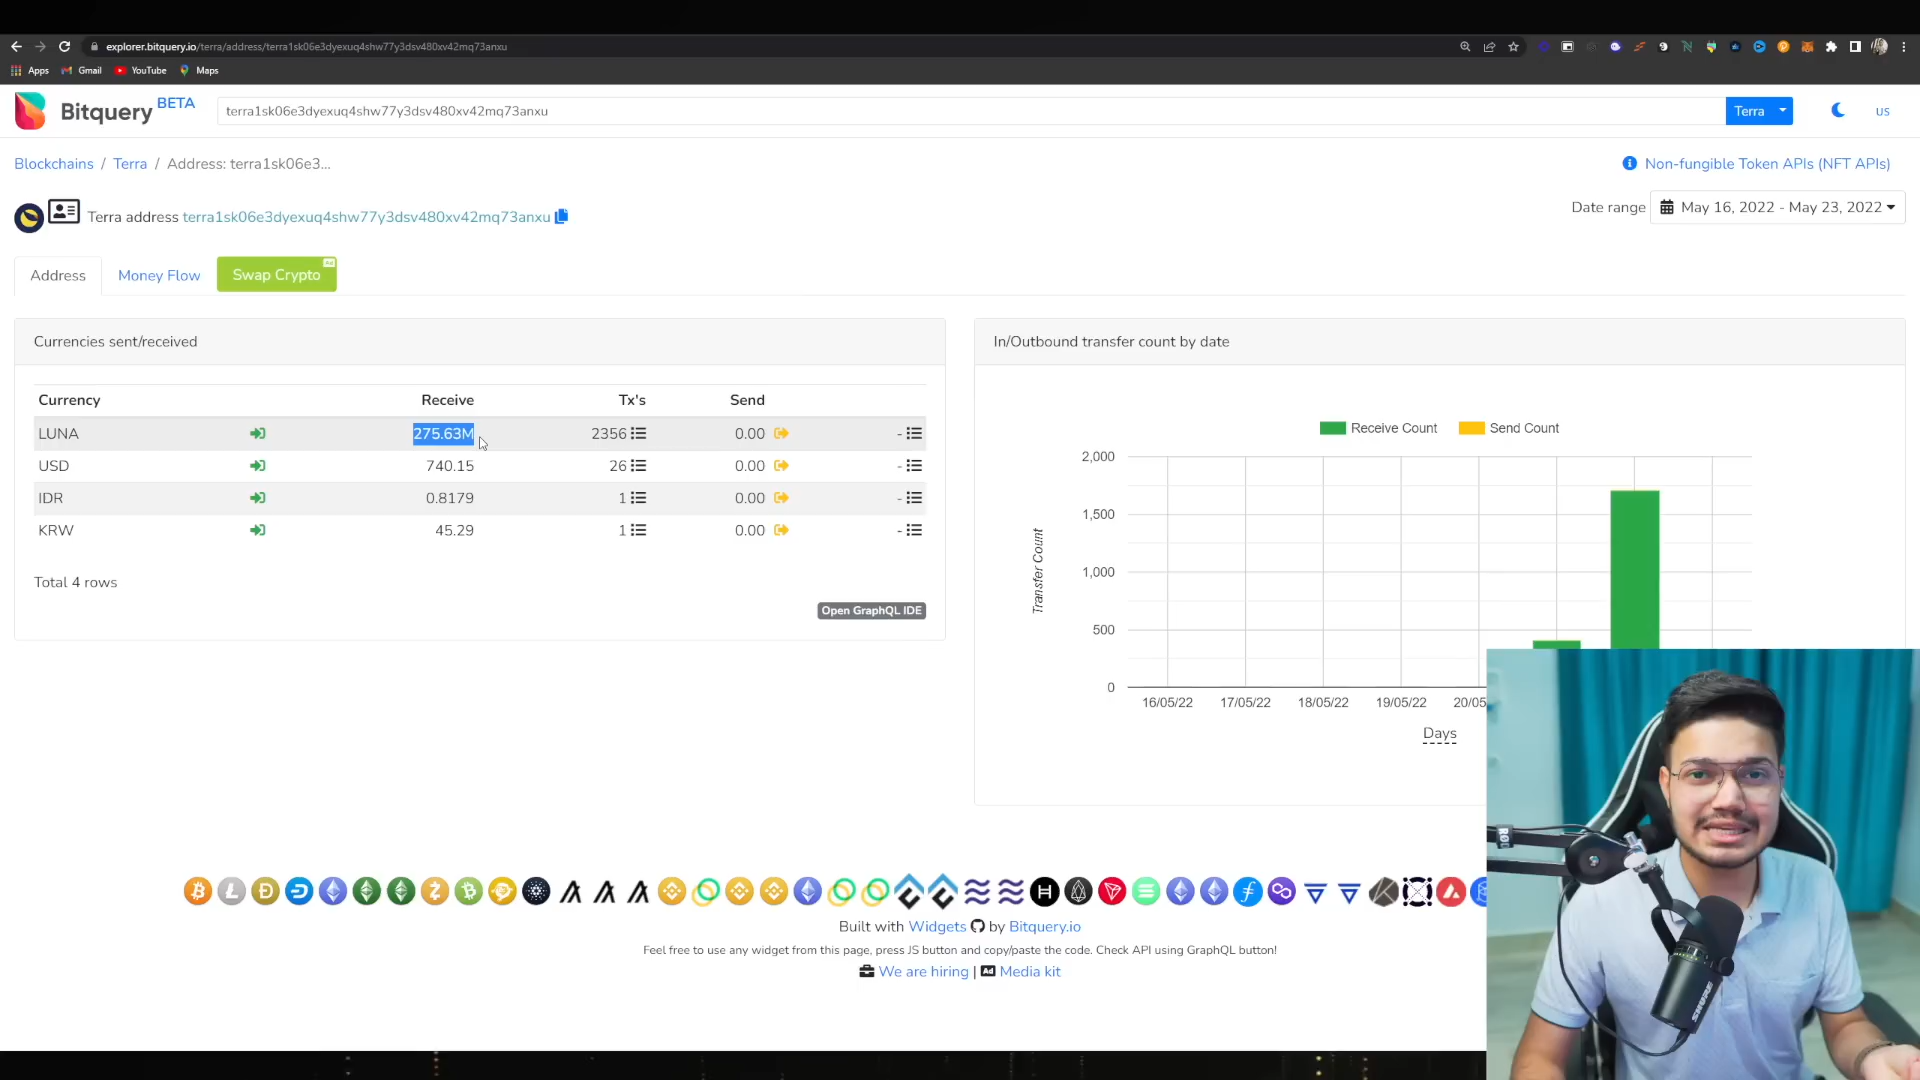 explorer.bitquery.io/terra/address/terra1sk06e3dyexuq4shw77y3dsv480xv42mq73anxu
Apps Gmail YouTube Maps
Bitquery BETA
terra1sk06e3dyexuq4shw77y3dsv480xv42mq73anxu
Terra
US
Blockchains / Terra / Address: terra1sk06e3...
Non-fungible Token APIs (NFT APIs)
Terra address terra1sk06e3dyexuq4shw77y3dsv480xv42mq73anxu
Date range May 16, 2022 - May 23, 2022
Address Money Flow Swap Crypto Ad
Currencies sent/received
Currency Receive Tx's Send
LUNA 275.63M 2356 0.00 -
USD 740.15 26 0.00 -
IDR 0.8179 1 0.00 -
KRW 45.29 1 0.00 -
Total 4 rows
Open GraphQL IDE
In/Outbound transfer count by date
Receive Count Send Count
2,000
1,500
1,000
500
0
Transfer Count
16/05/22 17/05/22 18/05/22 19/05/22 20/05
Days
Built with Widgets by Bitquery.io
Feel free to use any widget from this page, press JS button and copy/paste the code. Check API using GraphQL button!
We are hiring | Ad Media kit
RØD
SHURE